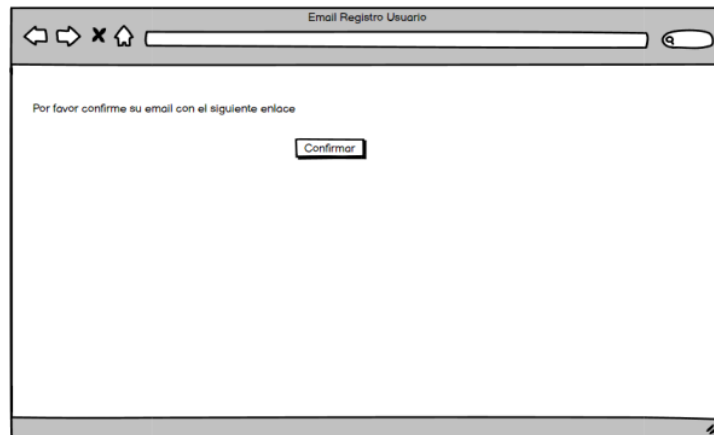 Email Registro Usuario
Por favor confirme su email con el siguiente enlace
Confirmar